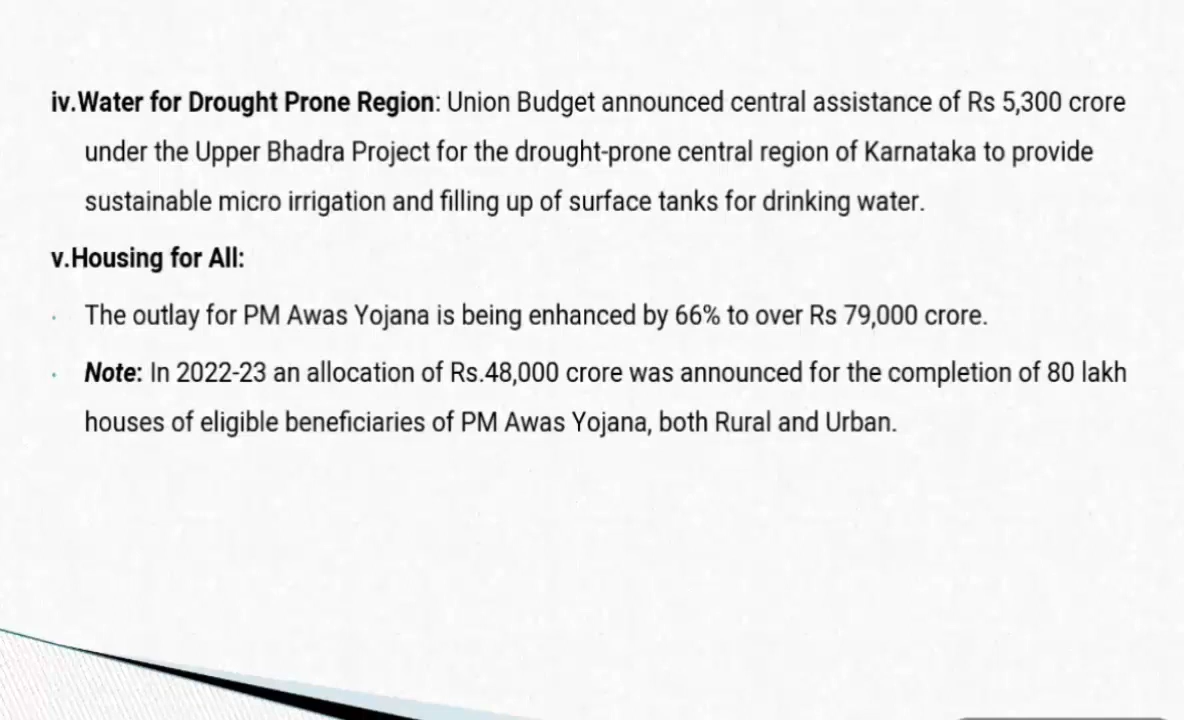 iv.Water for Drought Prone Region: Union Budget announced central assistance of Rs 5,300 crore
under the Upper Bhadra Project for the drought-prone central region of Karnataka to provide
sustainable micro irrigation and filling up of surface tanks for drinking water.
v.Housing for All:
· The outlay for PM Awas Yojana is being enhanced by 66% to over Rs 79,000 crore.
· Note: In 2022-23 an allocation of Rs.48,000 crore was announced for the completion of 80 lakh
houses of eligible beneficiaries of PM Awas Yojana, both Rural and Urban.